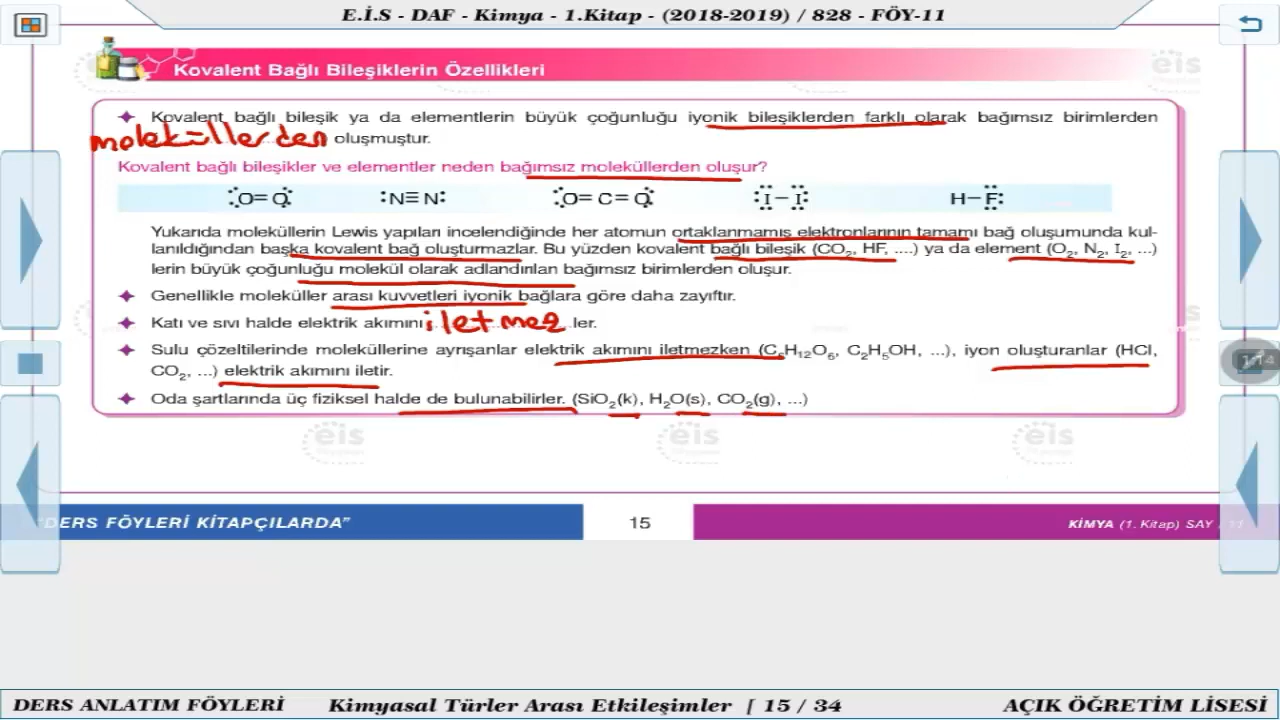 E.İ.S - DAF - Kimya - 1.Kitap - (2018-2019) / 828 - FÖY-11
Kovalent Bağlı Bileşiklerin Özellikleri
eis
Kovalent bağlı bileşik ya da elementlerin büyük çoğunluğu iyonik bileşiklerden farklı olarak bağımsız birimlerden
moleküllerden oluşmuştur.
Kovalent bağlı bileşikler ve elementler neden bağımsız moleküllerden oluşur?
:O=O: :N≡N: :O=C=O: :I-I: H-F:
Yukarıda moleküllerin Lewis yapıları incelendiğinde her atomun ortaklanmamış elektronlarının tamamı bağ oluşumunda kul-
lanıldığından başka kovalent bağ oluşturmazlar. Bu yüzden kovalent bağlı bileşik (CO₂, HF, ....) ya da element (O₂, N₂, I₂, ...)
lerin büyük çoğunluğu molekül olarak adlandırılan bağımsız birimlerden oluşur.
Genellikle moleküller arası kuvvetleri iyonik bağlara göre daha zayıftır.
Katı ve sıvı halde elektrik akımını iletmez ler.
Sulu çözeltilerinde moleküllerine ayrışanlar elektrik akımını iletmezken (C₆H₁₂O₆, C₂H₅OH, ...), iyon oluşturanlar (HCl,
CO₂, ...) elektrik akımını iletir.
Oda şartlarında üç fiziksel halde de bulunabilirler. (SiO₂(k), H₂O(s), CO₂(g), ...)
eis eis eis
"DERS FÖYLERİ KİTAPÇILARDA" 15 KİMYA (1. Kitap) SAY
DERS ANLATIM FÖYLERİ Kimyasal Türler Arası Etkileşimler [ 15 / 34 AÇIK ÖĞRETİM LİSESİ